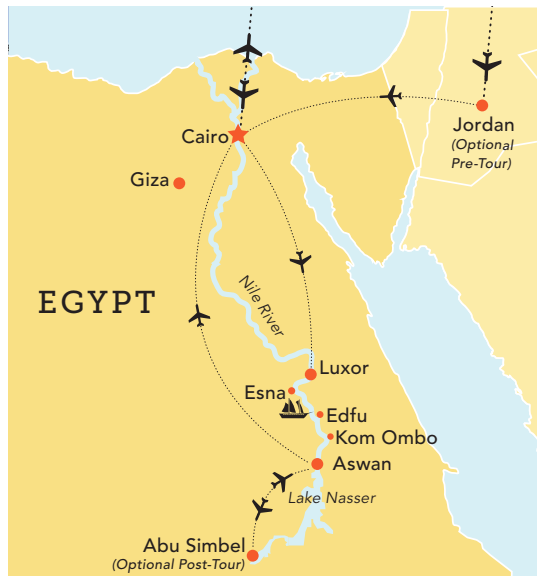 Cairo
Jordan
(Optional
Pre-Tour)
Giza
EGYPT
Nile River
Luxor
Esna
Edfu
Kom Ombo
Aswan
Lake Nasser
Abu Simbel
(Optional Post-Tour)